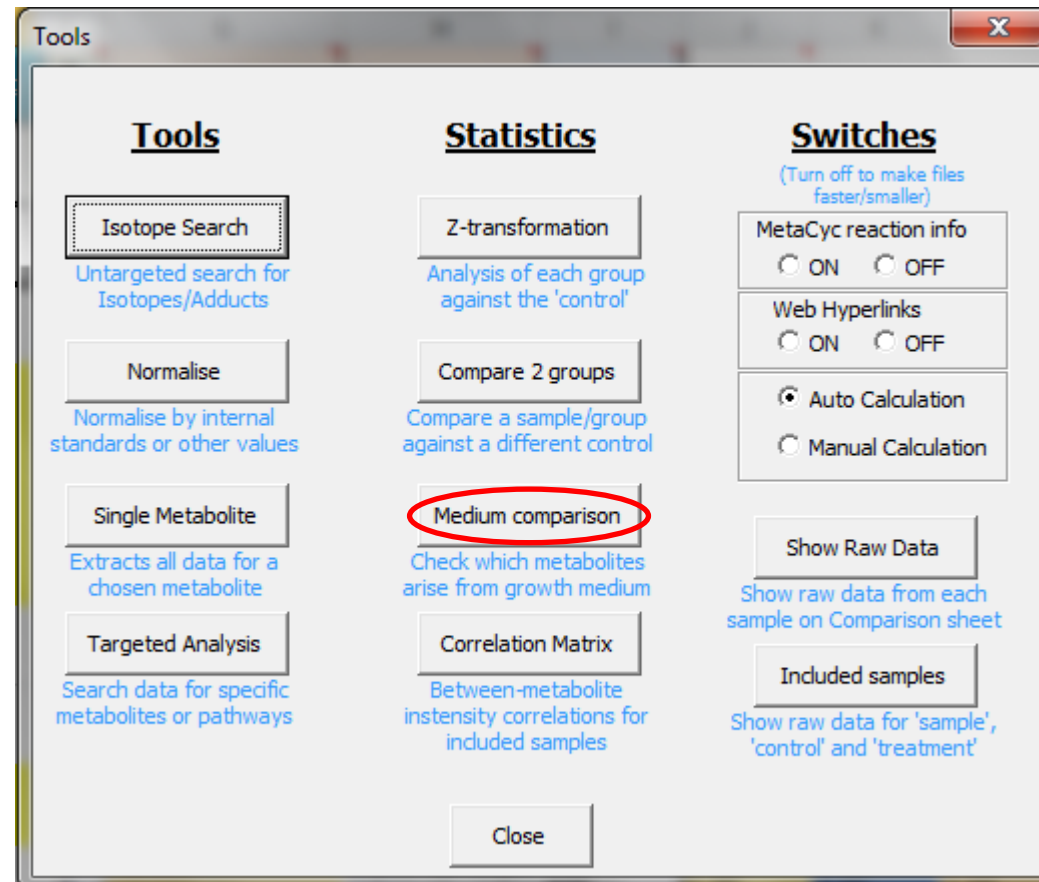 Tools
Tools
Isotope Search
Untargeted search for
Isotopes/Adducts
Normalise
Normalise by internal
standards or other values
Single Metabolite
Extracts all data for a
chosen metabolite
Targeted Analysis
Search data for specific
metabolites or pathways
Statistics
Z-transformation
Analysis of each group
against the 'control'
Compare 2 groups
Compare a sample/group
against a different control
Medium comparison
Check which metabolites
arise from growth medium
Correlation Matrix
Between-metabolite
instensity correlations for
included samples
Switches
(Turn off to make files
faster/smaller)
MetaCyc reaction info
ON OFF
Web Hyperlinks
ON OFF
Auto Calculation
Manual Calculation
Show Raw Data
Show raw data from each
sample on Comparison sheet
Included samples
Show raw data for 'sample',
'control' and 'treatment'
Close